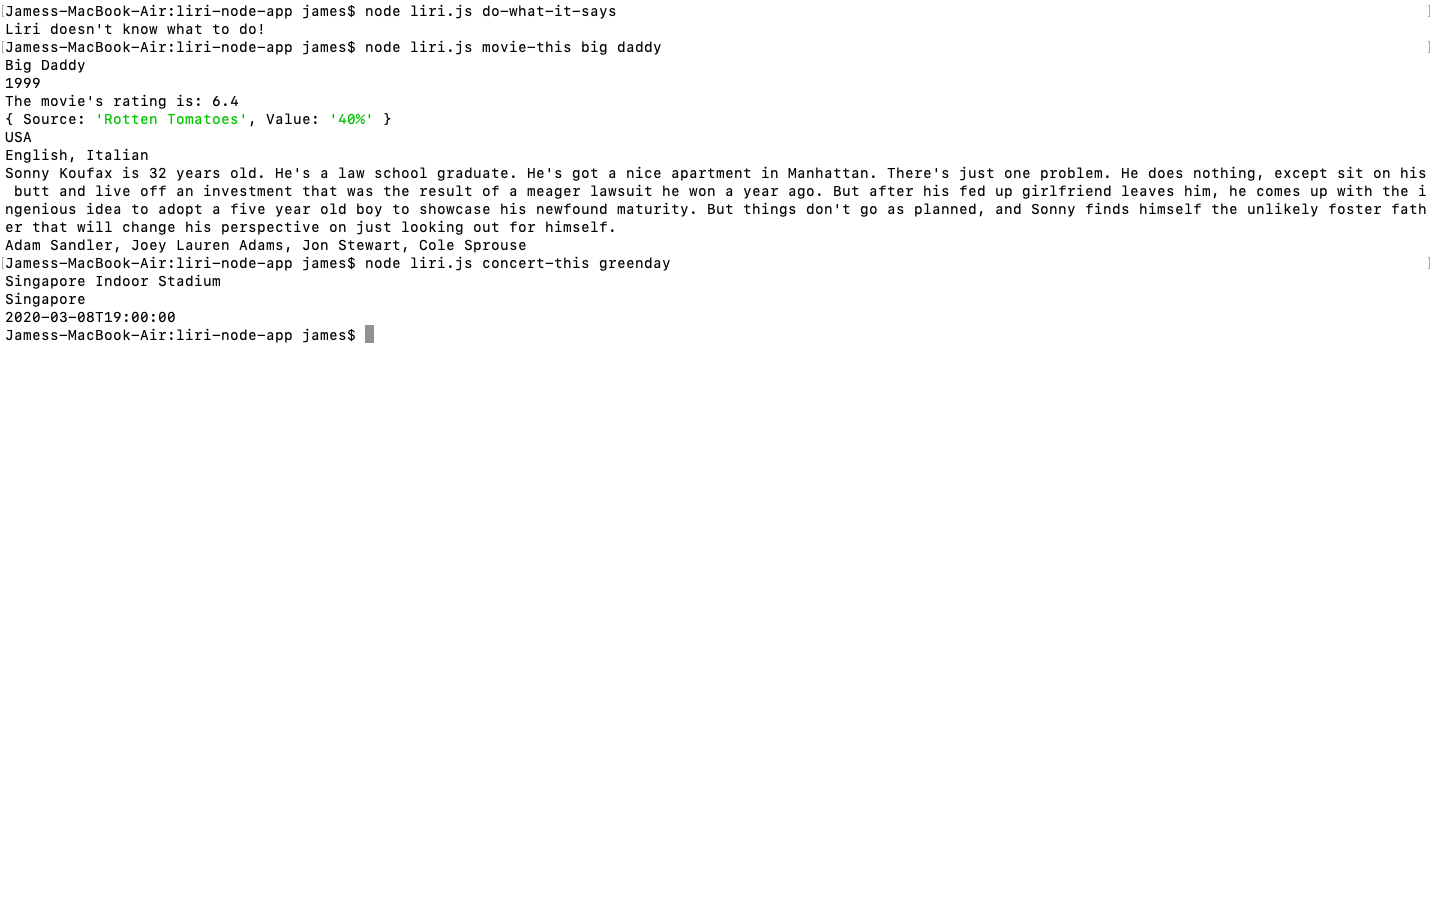 [Jamess-MacBook-Air:liri-node-app james$ node liri.js do-what-it-says ]
Liri doesn't know what to do!
[Jamess-MacBook-Air:liri-node-app james$ node liri.js movie-this big daddy ]
Big Daddy
1999
The movie's rating is: 6.4
{ Source: 'Rotten Tomatoes', Value: '40%' }
USA
English, Italian
Sonny Koufax is 32 years old. He's a law school graduate. He's got a nice apartment in Manhattan. There's just one problem. He does nothing, except sit on his
 butt and live off an investment that was the result of a meager lawsuit he won a year ago. But after his fed up girlfriend leaves him, he comes up with the i
ngenious idea to adopt a five year old boy to showcase his newfound maturity. But things don't go as planned, and Sonny finds himself the unlikely foster fath
er that will change his perspective on just looking out for himself.
Adam Sandler, Joey Lauren Adams, Jon Stewart, Cole Sprouse
[Jamess-MacBook-Air:liri-node-app james$ node liri.js concert-this greenday ]
Singapore Indoor Stadium
Singapore
2020-03-08T19:00:00
Jamess-MacBook-Air:liri-node-app james$